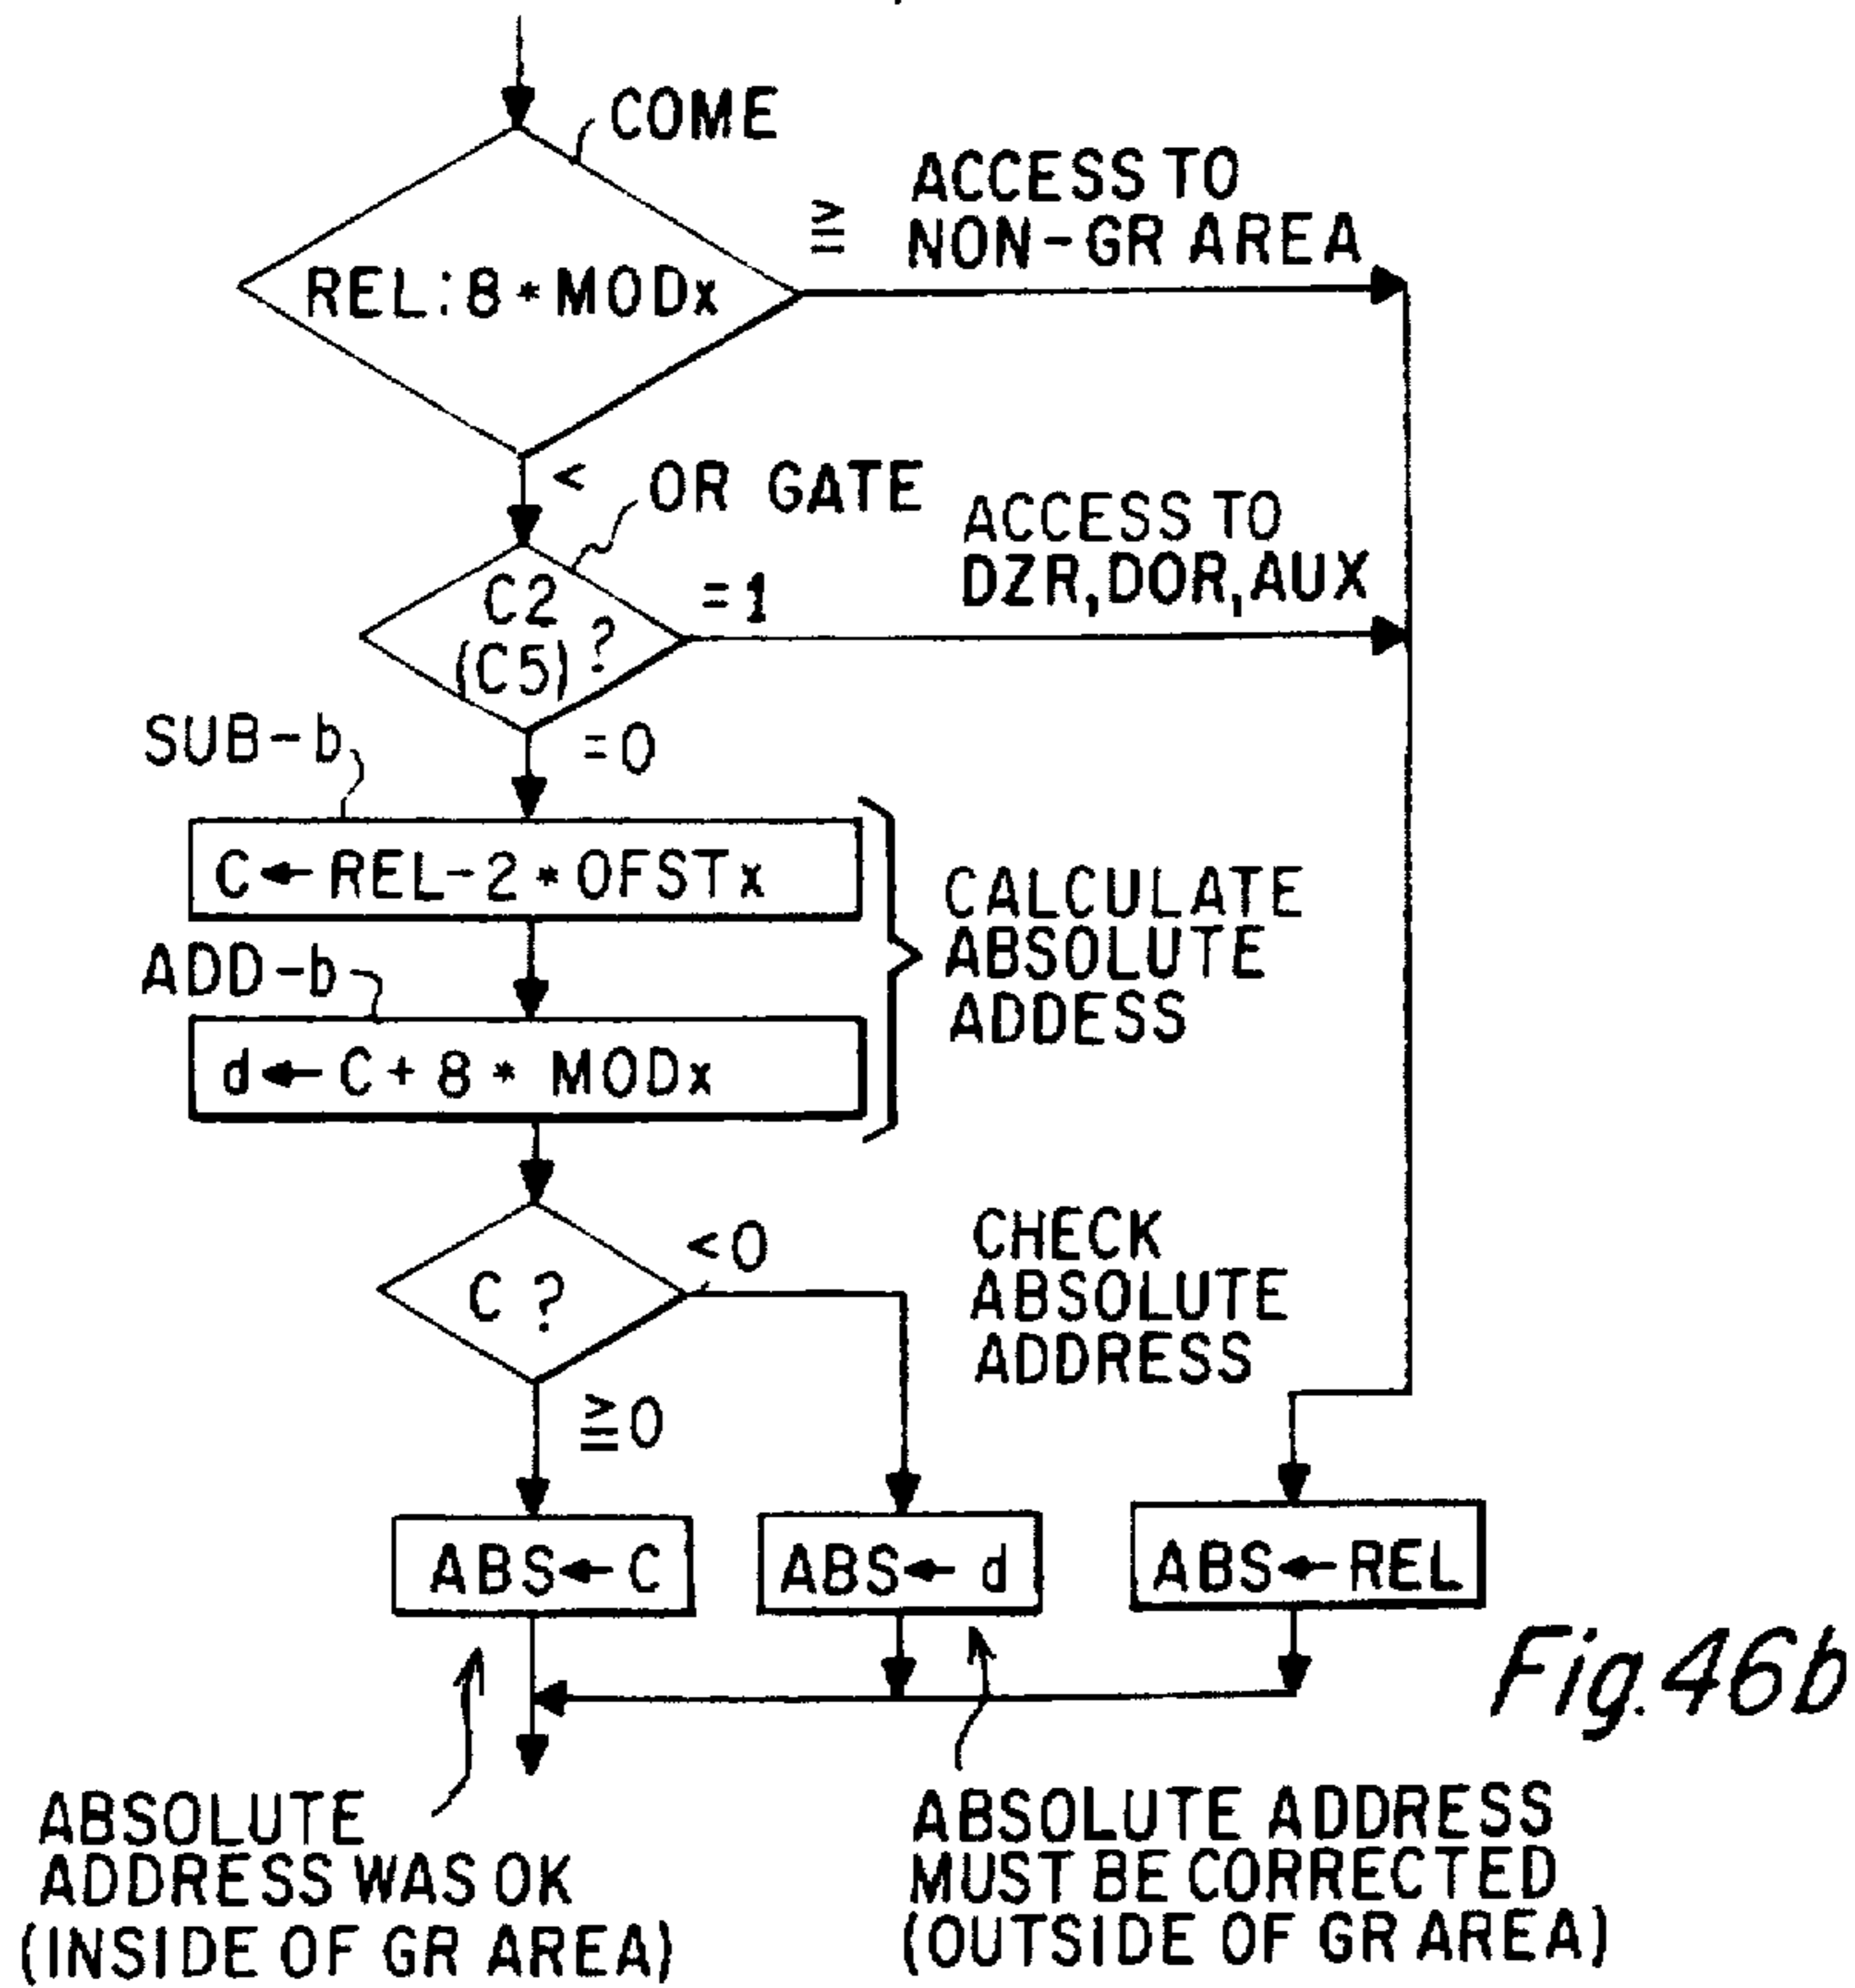 COME
ACCESS TO
NON-GR AREA
≧
REL:8*MODx
<
OR GATE
ACCESS TO
DZR,DOR,AUX
=1
C2
(C5)?
=0
SUB-b
C←REL-2*OFSTx
CALCULATE
ABSOLUTE
ADDESS
ADD-b
d←C+8* MODx
<0
CHECK
ABSOLUTE
ADDRESS
C ?
≧0
ABS←C
ABS←d
ABS←REL
Fig.46b
ABSOLUTE
ADDRESS WAS OK
(INSIDE OF GR AREA)
ABSOLUTE ADDRESS
MUST BE CORRECTED
(OUTSIDE OF GR AREA)